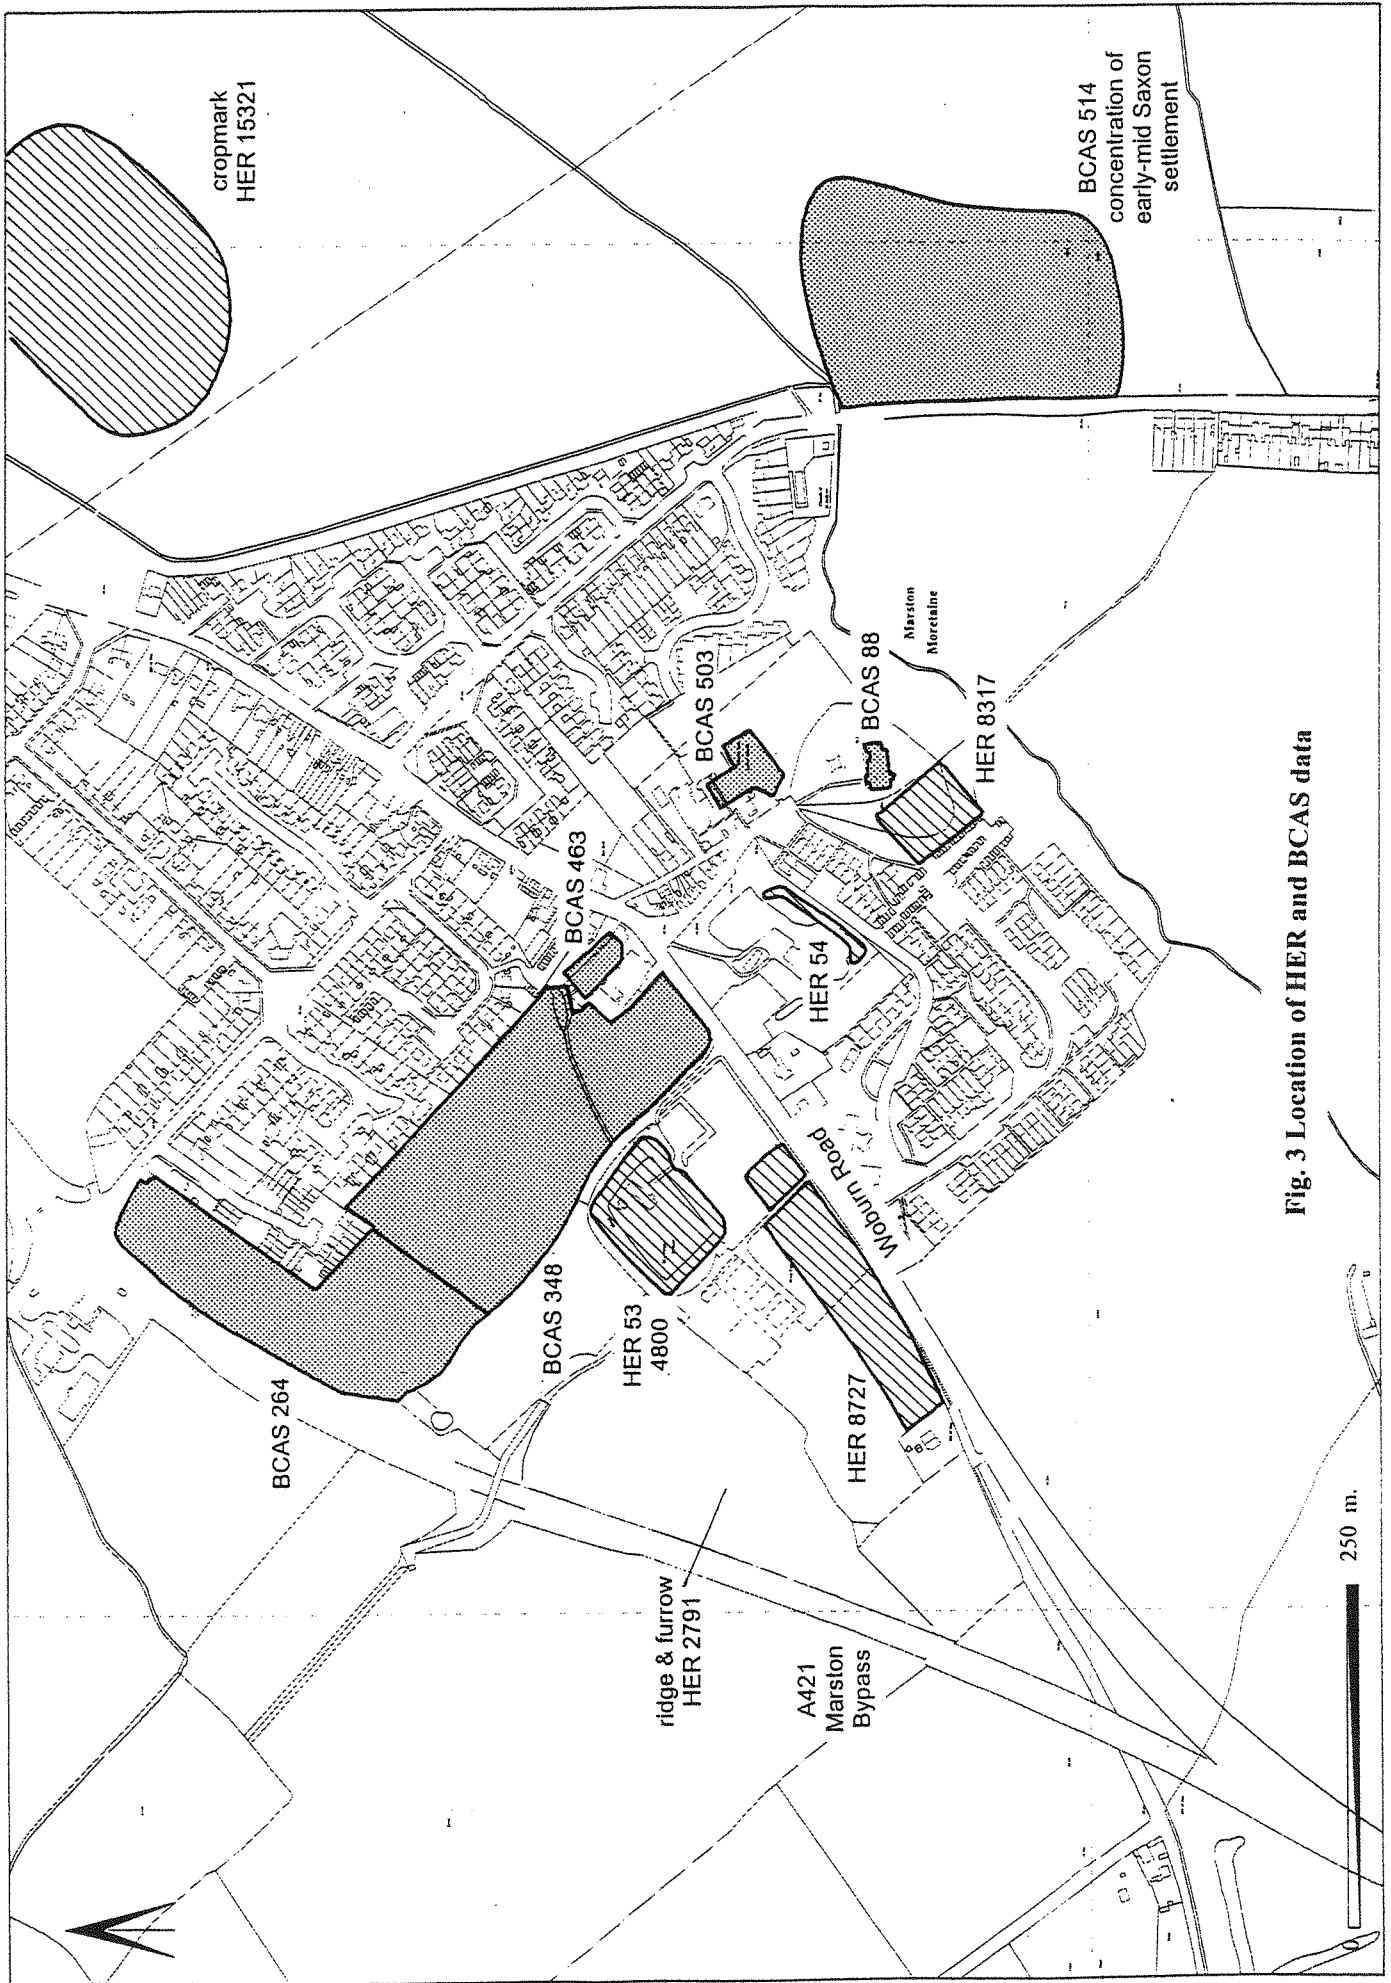 cropmark
HER 15321
BCAS 514
concentration of
early-mid Saxon
settlement
BCAS 503
BCAS 88
Marston
Moretaine
HER 8317
BCAS 463
HER 54
Woburn Road
BCAS 348
HER 53
4800
BCAS 264
HER 8727
ridge & furrow
HER 2791
A421
Marston
Bypass
0
250 m.
Fig. 3 Location of HER and BCAS data